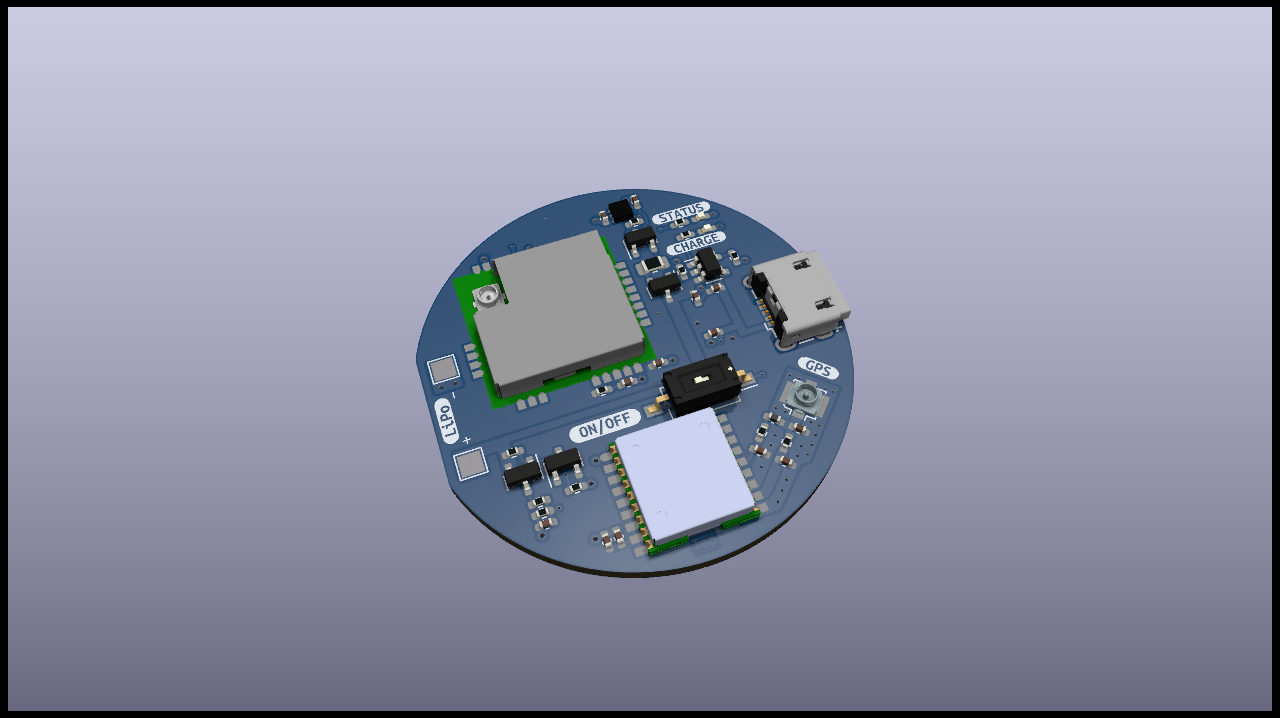 STATUS
CHARGE
GPS
LiPo
-
+
ON/OFF